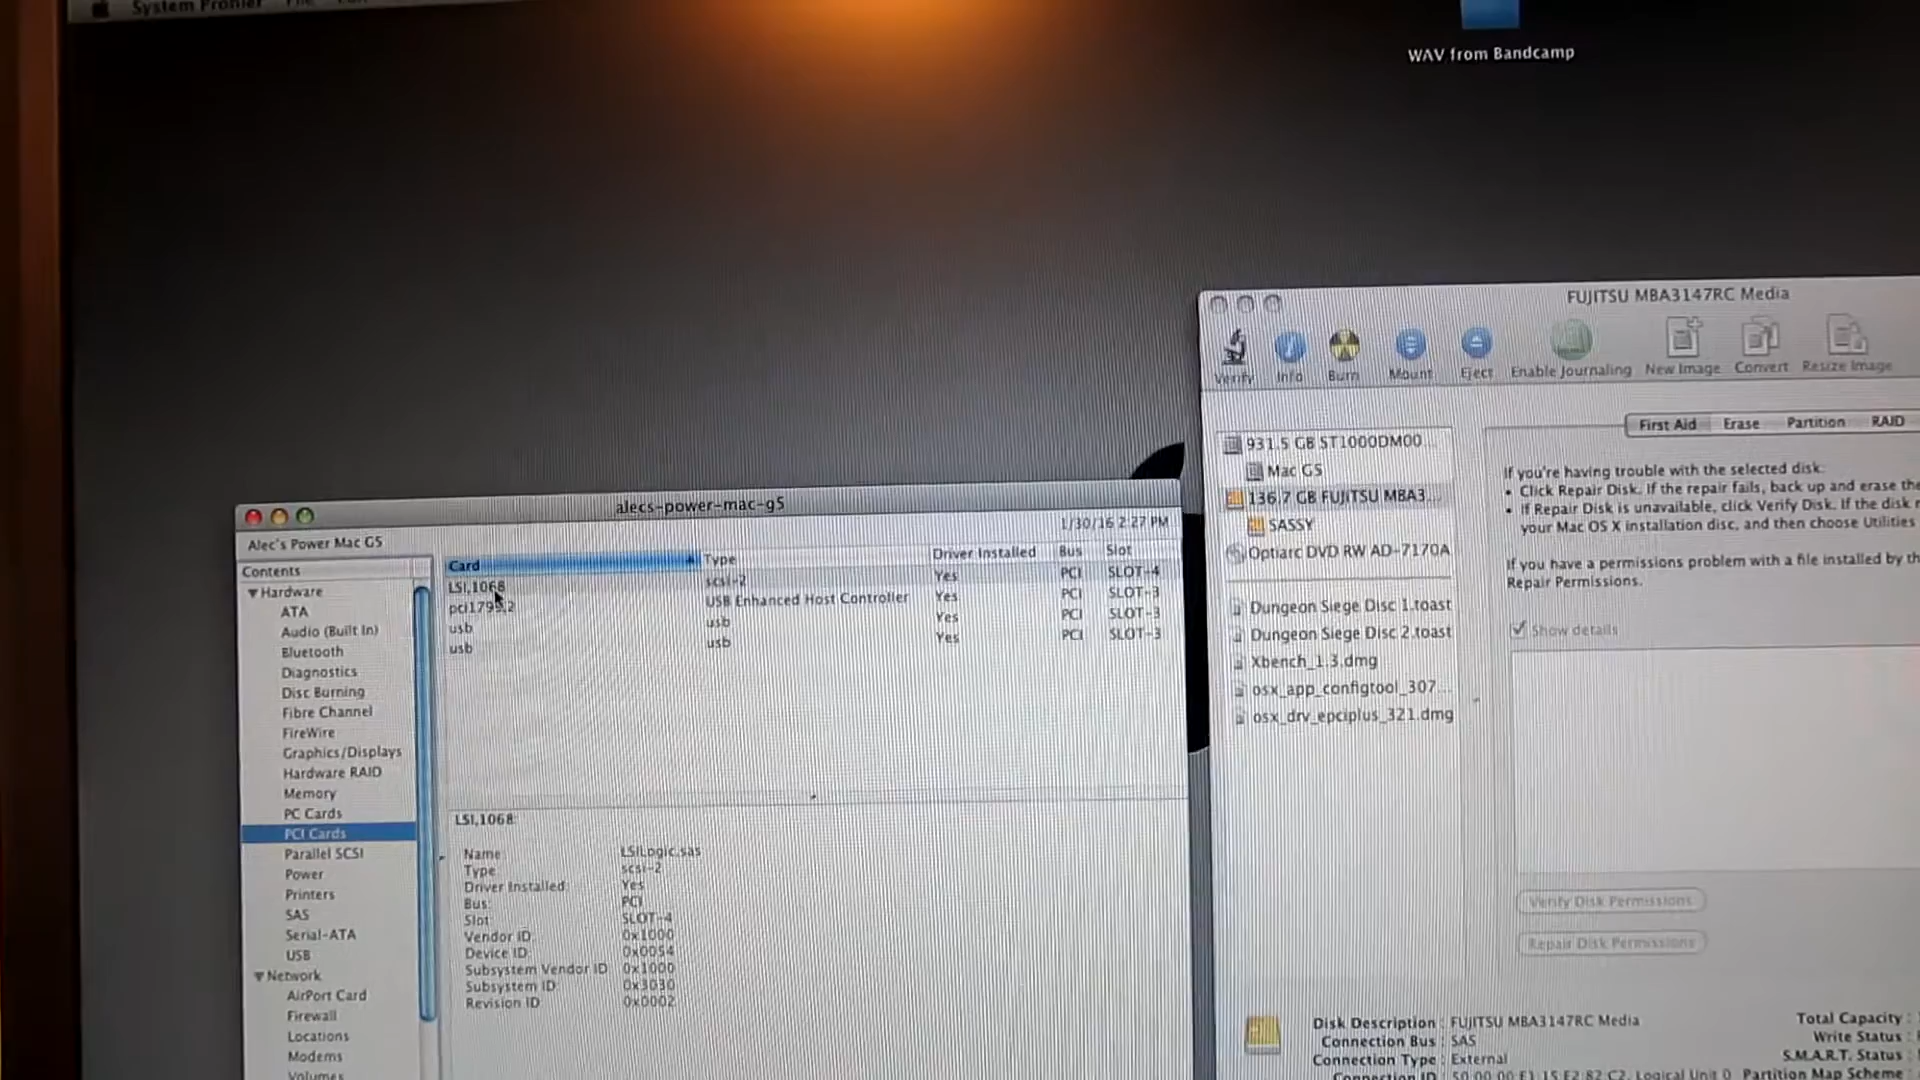 System Profiler
WAV from Bandcamp
FUJITSU MBA3147RC Media
Verify Info Burn Mount Eject Enable Journaling New Image Convert Resize Image
931.5 GB ST1000DM00...
Mac G5
136.7 GB FUJITSU MBA3...
SASSY
Optiarc DVD RW AD-7170A
Dungeon Siege Disc 1.toast
Dungeon Siege Disc 2.toast
Xbench_1.3.dmg
osx_app_configtool_307...
osx_drv_epciplus_321.dmg
First Aid Erase Partition RAID
If you're having trouble with the selected disk:
• Click Repair Disk. If the repair fails, back up and erase the
• If Repair Disk is unavailable, click Verify Disk. If the disk
your Mac OS X installation disc, and then choose Utilities
If you have a permissions problem with a file installed by the
Repair Permissions.
Show details
Verify Disk Permissions
Repair Disk Permissions
Disk Description : FUJITSU MBA3147RC Media
Connection Bus : SAS
Connection Type : External
Total Capacity :
Write Status :
S.M.A.R.T. Status :
Partition Map Scheme :
alecs-power-mac-g5
Alec's Power Mac G5
1/30/16 2:27 PM
Contents
Hardware
ATA
Audio (Built In)
Bluetooth
Diagnostics
Disc Burning
Fibre Channel
FireWire
Graphics/Displays
Hardware RAID
Memory
PC Cards
PCI Cards
Parallel SCSI
Power
Printers
SAS
Serial-ATA
USB
Network
AirPort Card
Firewall
Locations
Modems
Volumes
Card Type Driver Installed Bus Slot
LSI,1068 scsi-2 Yes PCI SLOT-4
USB Enhanced Host Controller Yes PCI SLOT-3
usb usb Yes PCI SLOT-3
usb usb Yes PCI SLOT-3
LSI,1068:
Name: LSILogic,sas
Type: scsi-2
Driver Installed: Yes
Bus: PCI
Slot: SLOT-4
Vendor ID: 0x1000
Device ID: 0x0054
Subsystem Vendor ID: 0x1000
Subsystem ID: 0x3030
Revision ID: 0x0002